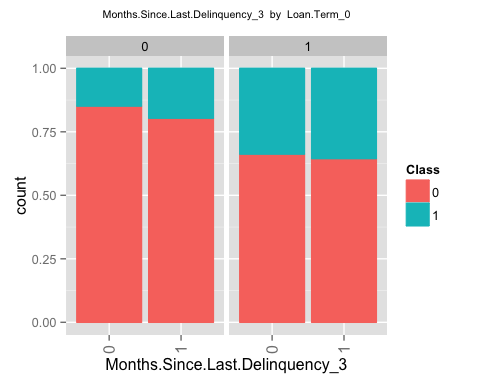 Months.Since.Last.Delinquency_3 by Loan.Term_0
0 1
1.00
0.75
0.50
0.25
0.00
count
0 1 0 1
Months.Since.Last.Delinquency_3
Class
0
1